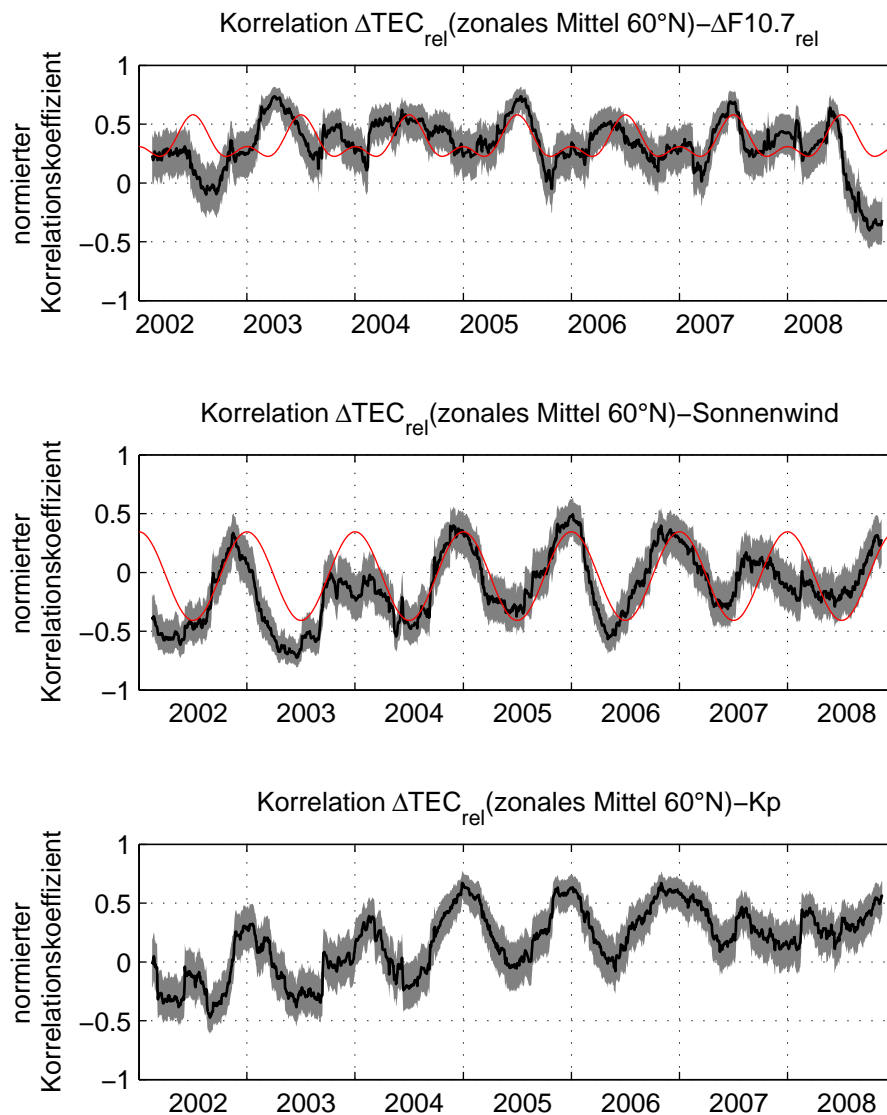 Korrelation ΔTEC_rel(zonales Mittel 60°N)−ΔF10.7_rel
normierter
Korrelationskoeffizient
1
0.5
0
−0.5
−1
2002 2003 2004 2005 2006 2007 2008
Korrelation ΔTEC_rel(zonales Mittel 60°N)−Sonnenwind
normierter
Korrelationskoeffizient
1
0.5
0
−0.5
−1
2002 2003 2004 2005 2006 2007 2008
Korrelation ΔTEC_rel(zonales Mittel 60°N)−Kp
normierter
Korrelationskoeffizient
1
0.5
0
−0.5
−1
2002 2003 2004 2005 2006 2007 2008